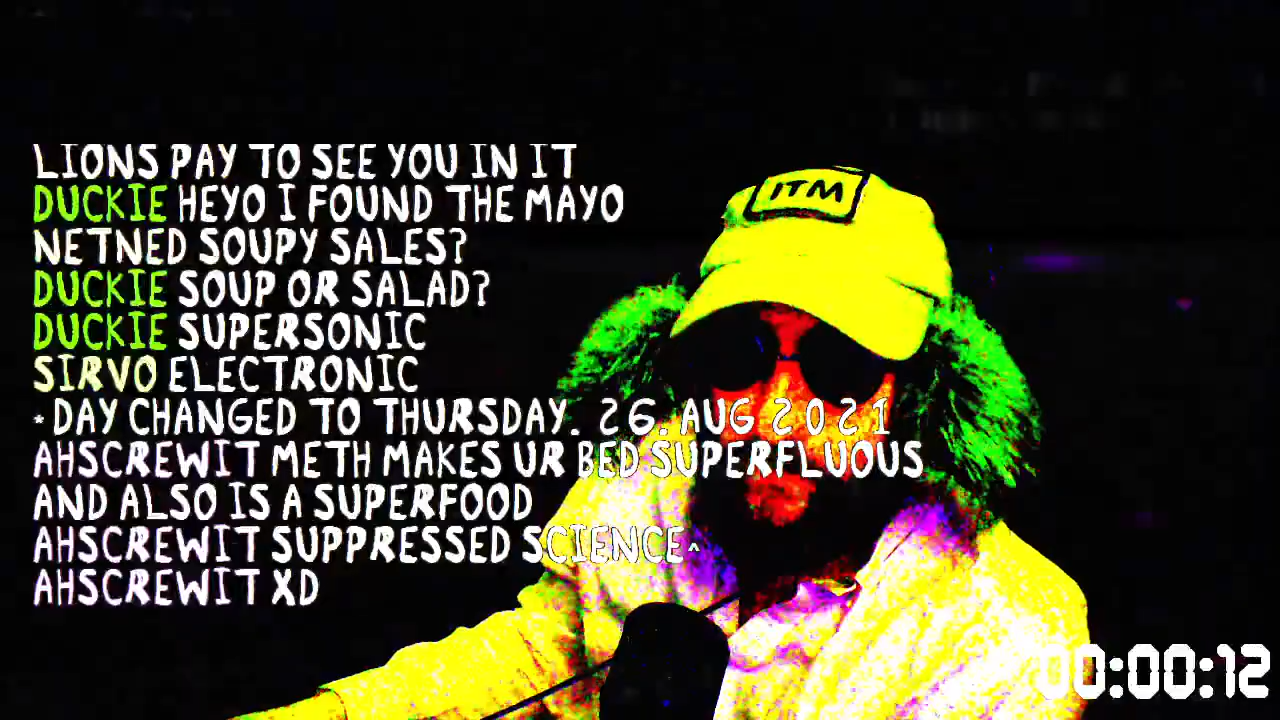 LIONS PAY TO SEE YOU IN IT
DUCKIE HEYO I FOUND THE MAYO
NETNED SOUPY SALES?
DUCKIE SOUP OR SALAD?
DUCKIE SUPERSONIC
SIRVO ELECTRONIC
*DAY CHANGED TO THURSDAY. 26. AUG 2021
AHSCREWIT METH MAKES UR BED SUPERFLUOUS
AND ALSO IS A SUPERFOOD
AHSCREWIT SUPPRESSED SCIENCE^
AHSCREWIT XD
ITM
00:00:12